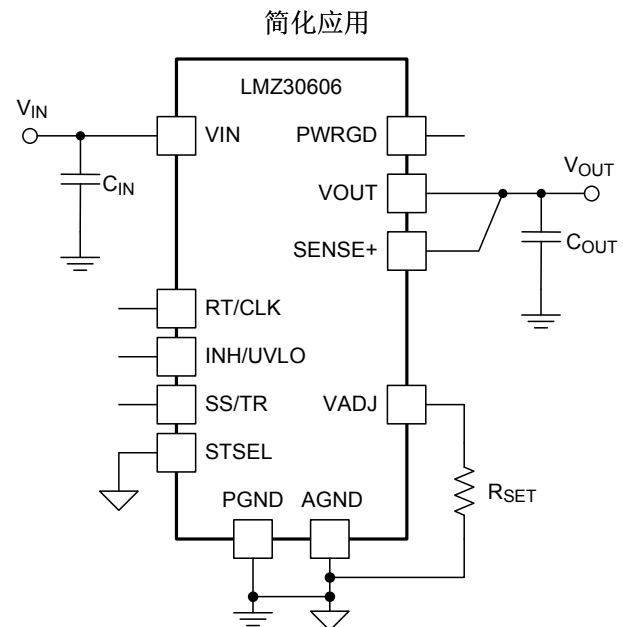 简化应用
LMZ30606
VIN
VIN
PWRGD
CIN
VOUT
VOUT
SENSE+
COUT
RT/CLK
INH/UVLO
SS/TR
VADJ
STSEL
RSET
PGND
AGND